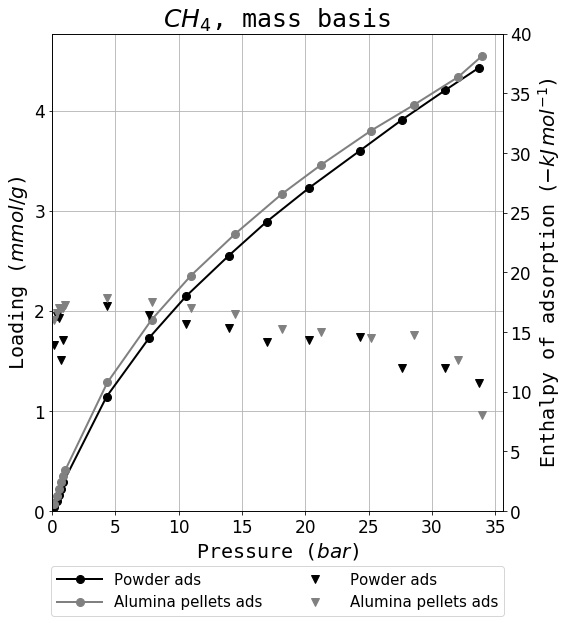 CH4, mass basis
Loading (mmol/g)
4
3
2
1
0
40
35
30
25
20
15
10
5
0
Enthalpy of adsorption (−kJmol⁻¹)
0 5 10 15 20 25 30 35
Pressure (bar)
Powder ads Powder ads
Alumina pellets ads Alumina pellets ads